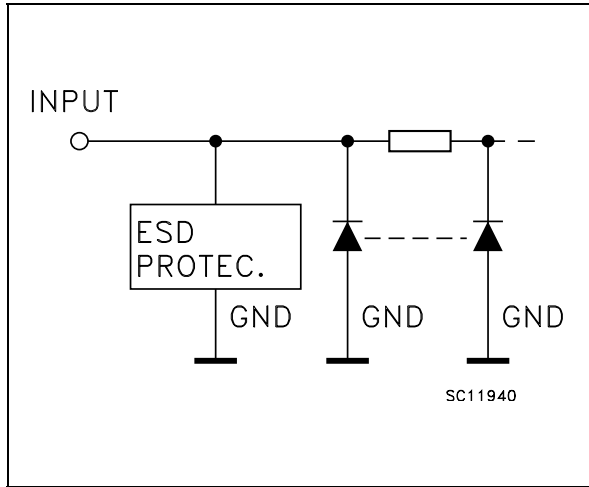 INPUT
ESD
PROTEC.
GND GND GND
SC11940